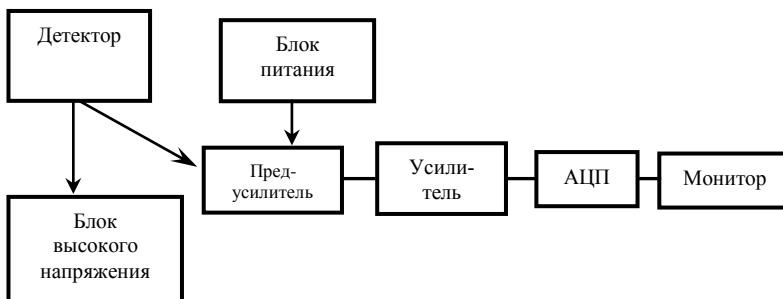 Детектор
Блок
питания
Пред-
усилитель
Усили-
тель
АЦП
Монитор
Блок
высокого
напряжения